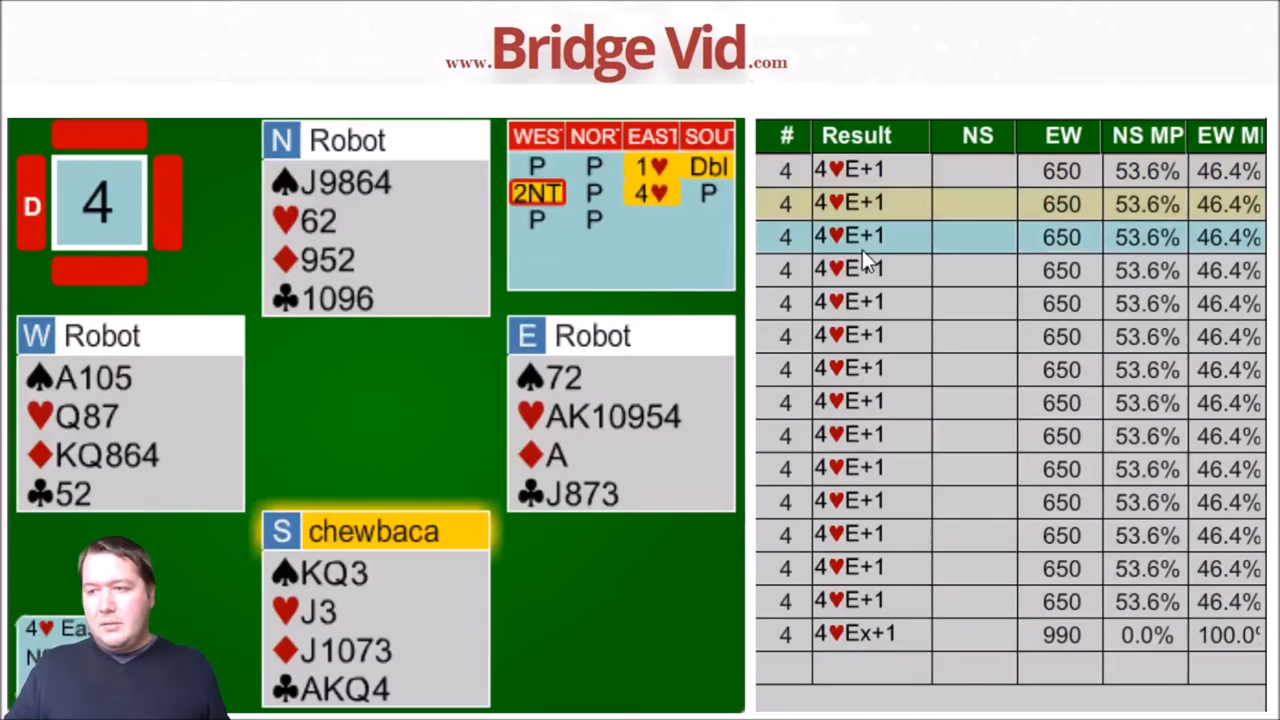 www.Bridge Vid.com
N Robot
♠J9864
♥62
♦952
♣1096
D 4
WES NOR EAST SOU
P P 1♥ Dbl
2NT P 4♥ P
P P
W Robot
♠A105
♥Q87
♦KQ864
♣52
E Robot
♠72
♥AK10954
♦A
♣J873
S chewbaca
♠KQ3
♥J3
♦J1073
♣AKQ4
4♥ Eas
# Result NS EW NS MP EW M
4 4♥E+1 650 53.6% 46.4%
4 4♥E+1 650 53.6% 46.4%
4 4♥E+1 650 53.6% 46.4%
4 4♥E+1 650 53.6% 46.4%
4 4♥E+1 650 53.6% 46.4%
4 4♥E+1 650 53.6% 46.4%
4 4♥E+1 650 53.6% 46.4%
4 4♥E+1 650 53.6% 46.4%
4 4♥E+1 650 53.6% 46.4%
4 4♥E+1 650 53.6% 46.4%
4 4♥E+1 650 53.6% 46.4%
4 4♥E+1 650 53.6% 46.4%
4 4♥E+1 650 53.6% 46.4%
4 4♥E+1 650 53.6% 46.4%
4 4♥Ex+1 990 0.0% 100.0